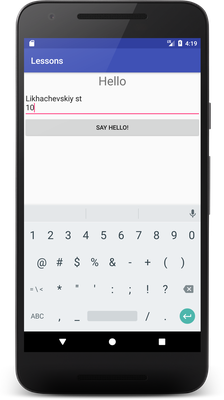 4:19
Lessons
Hello
Likhachevskiy st
10
SAY HELLO!
1 2 3 4 5 6 7 8 9 0
@ # $ % & - + ( )
= \ < * " ' : ; ! ?
ABC , _ / .